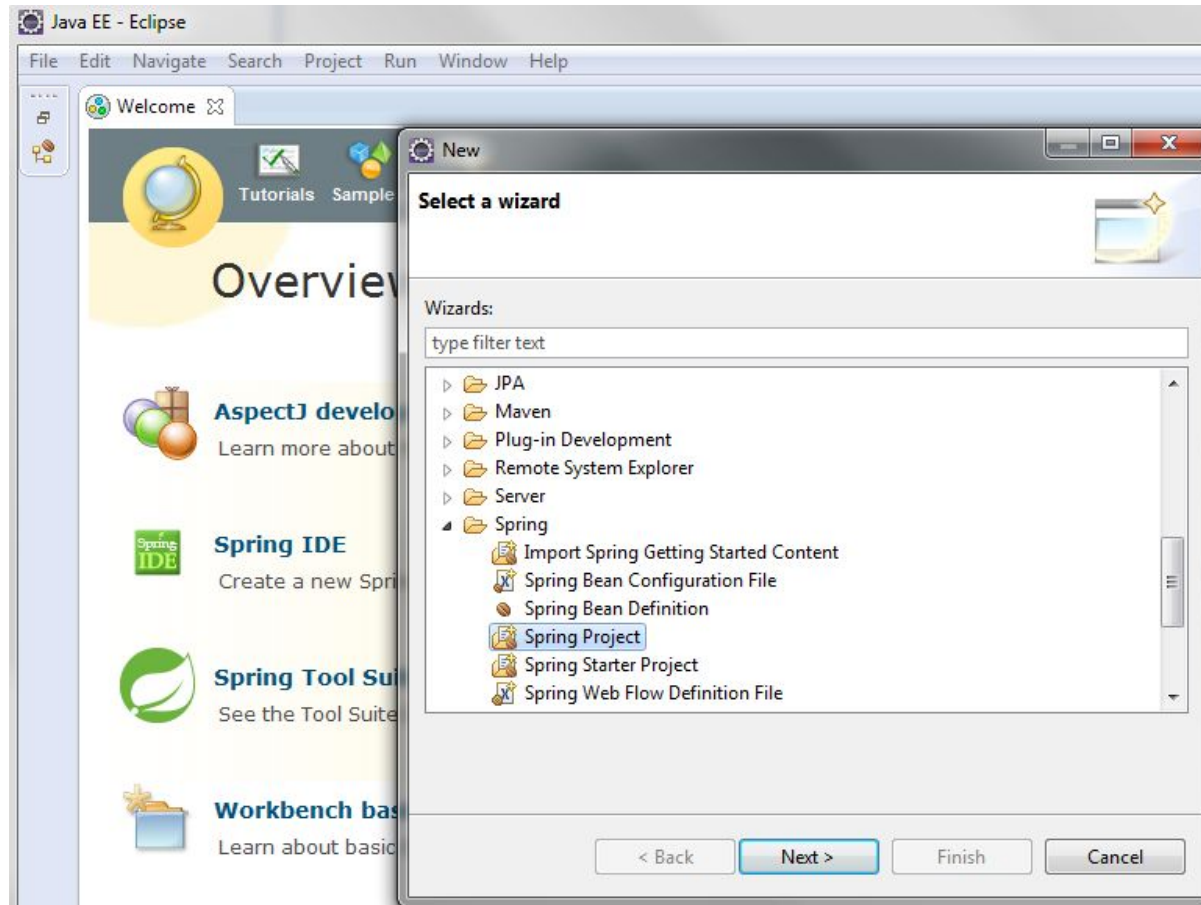 Java EE - Eclipse
File Edit Navigate Search Project Run Window Help
Welcome
Tutorials Sample
Overvie
AspectJ develo
Learn more about
Spring IDE
Spring IDE
Create a new Spri
Spring Tool Sui
See the Tool Suite
Workbench bas
Learn about basic
New
Select a wizard
Wizards:
type filter text
JPA
Maven
Plug-in Development
Remote System Explorer
Server
Spring
Import Spring Getting Started Content
Spring Bean Configuration File
Spring Bean Definition
Spring Project
Spring Starter Project
Spring Web Flow Definition File
< Back Next > Finish Cancel